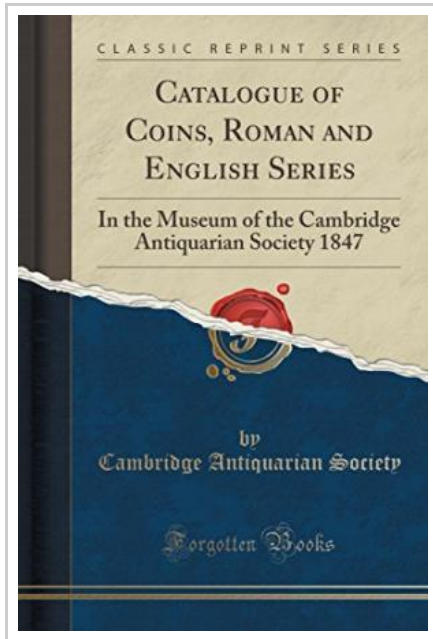 CLASSIC REPRINT SERIES
CATALOGUE OF
COINS, ROMAN AND
ENGLISH SERIES
In the Museum of the Cambridge
Antiquarian Society 1847
by
Cambridge Antiquarian Society
Forgotten Books